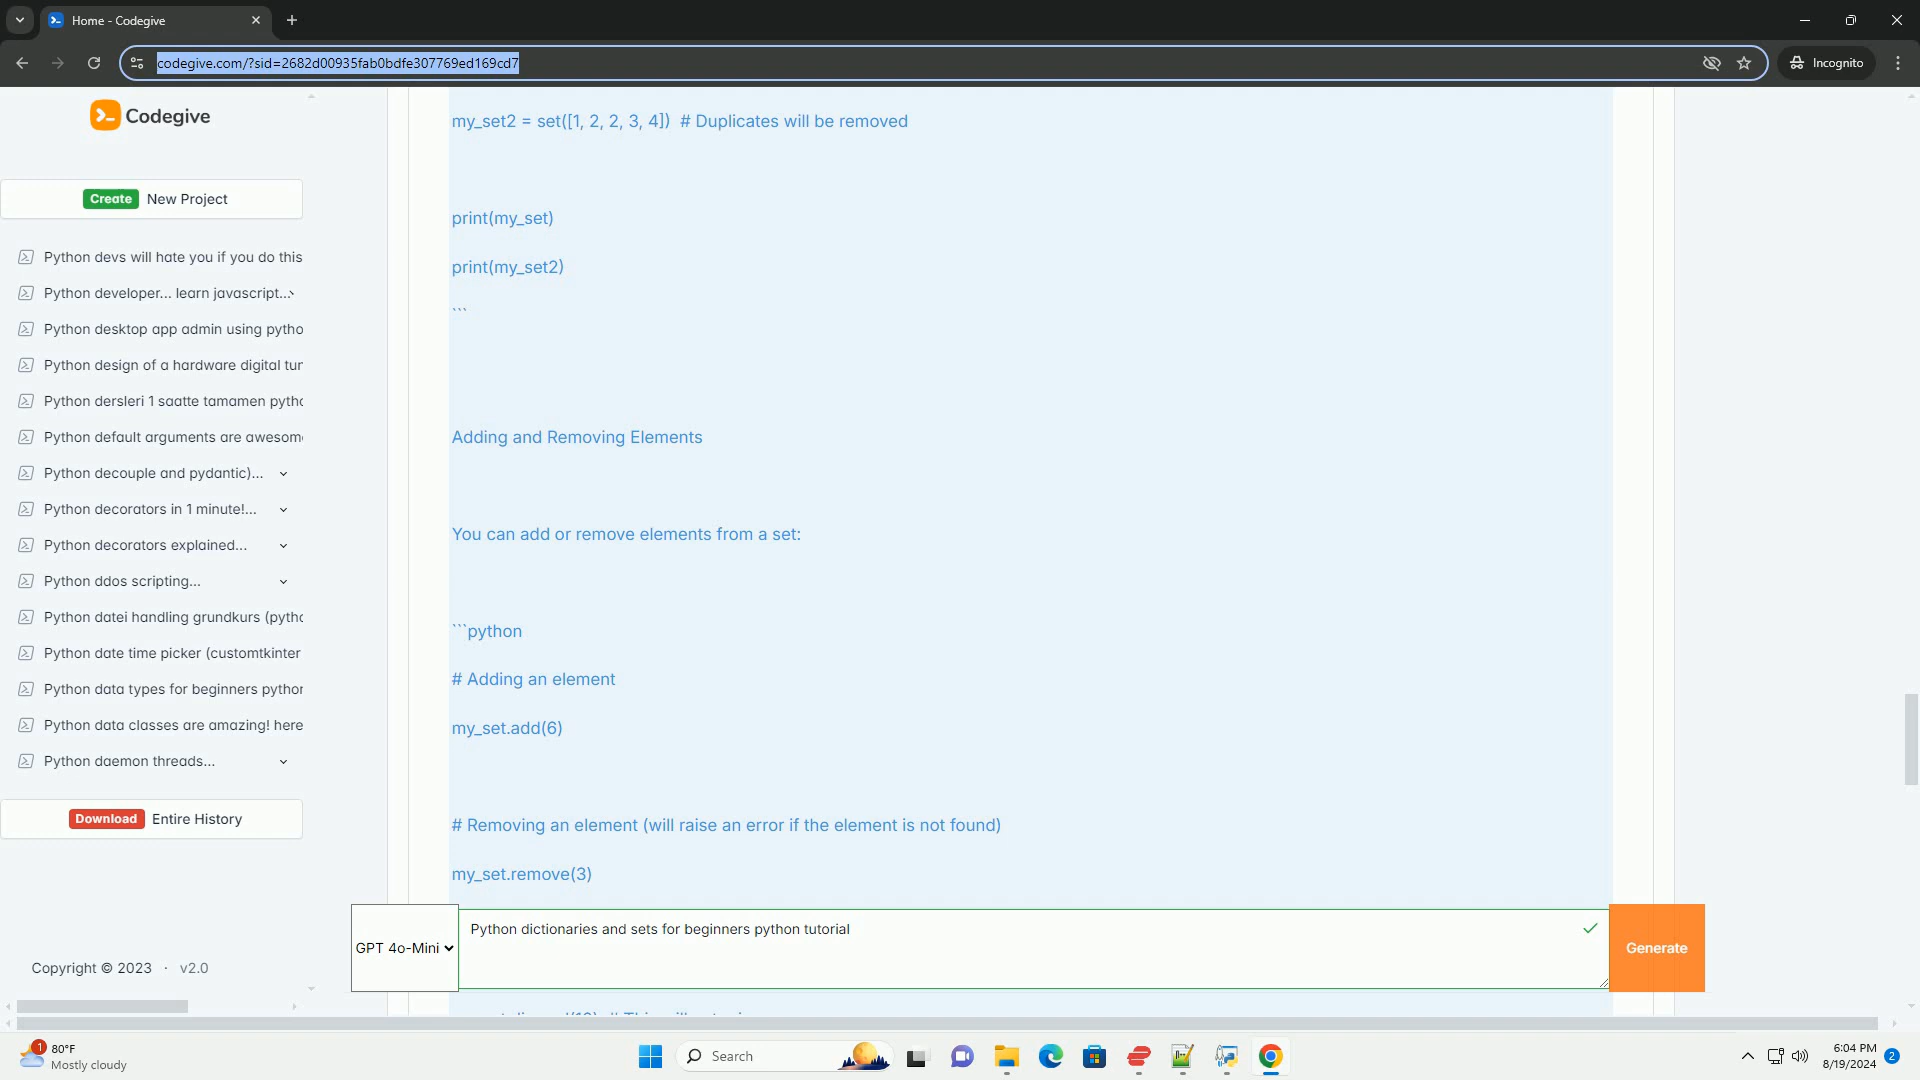 Home - Codegive
codegive.com/?sid=2682d00935fab0bdfe307769ed169cd7
Incognito
Codegive
Create New Project
Python devs will hate you if you do this
Python developer... learn javascript...
Python desktop app admin using pytho
Python design of a hardware digital tun
Python dersleri 1 saatte tamamen pytho
Python default arguments are awesom
Python decouple and pydantic)...
Python decorators in 1 minute!...
Python decorators explained...
Python ddos scripting...
Python datei handling grundkurs (pytho
Python date time picker (customtkinter
Python data types for beginners python
Python data classes are amazing! here
Python daemon threads...
Download Entire History
Copyright © 2023 · v2.0
my_set2 = set([1, 2, 2, 3, 4])  # Duplicates will be removed
print(my_set)
print(my_set2)
```
Adding and Removing Elements
You can add or remove elements from a set:
```python
# Adding an element
my_set.add(6)
# Removing an element (will raise an error if the element is not found)
my_set.remove(3)
GPT 4o-Mini
Python dictionaries and sets for beginners python tutorial
Generate
1
80°F
Mostly cloudy
Search
6:04 PM
8/19/2024
2